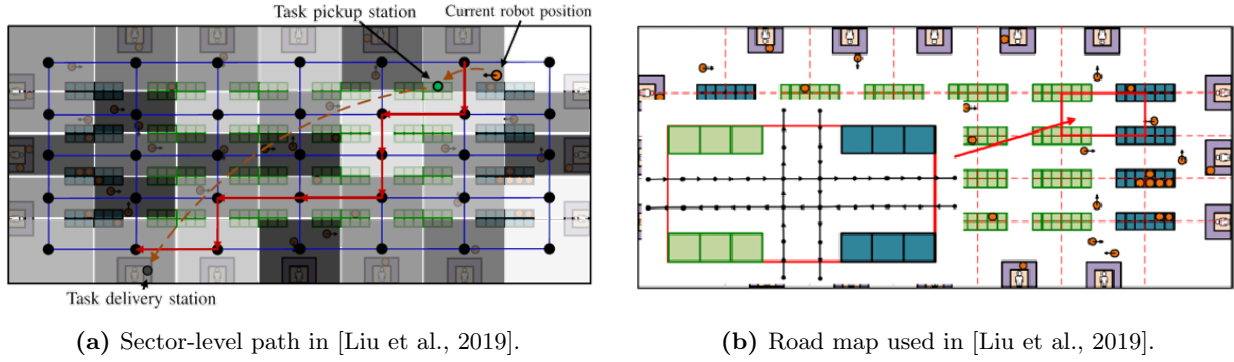 Task pickup station
Current robot position
Task delivery station
(a) Sector-level path in [Liu et al., 2019].
(b) Road map used in [Liu et al., 2019].